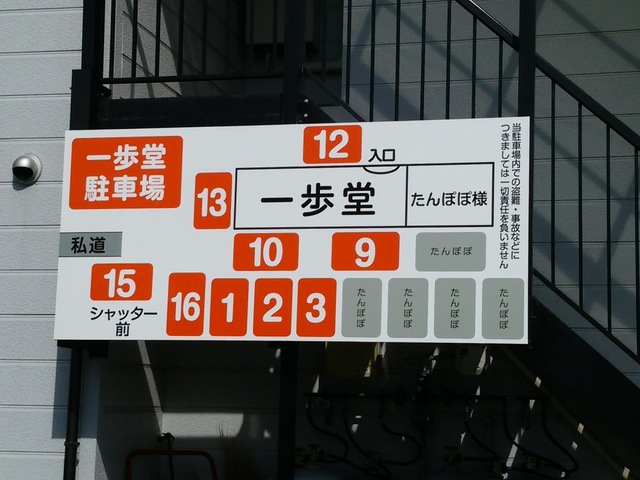 一歩堂
駐車場
12
入口
13
一歩堂
たんぽぽ様
当駐車場内での盗難・事故などに
つきましては一切責任を負いません
私道
10
9
たんぽぽ
15
シャッター
前
16
1
2
3
たんぽぽ
たんぽぽ
たんぽぽ
たんぽぽ